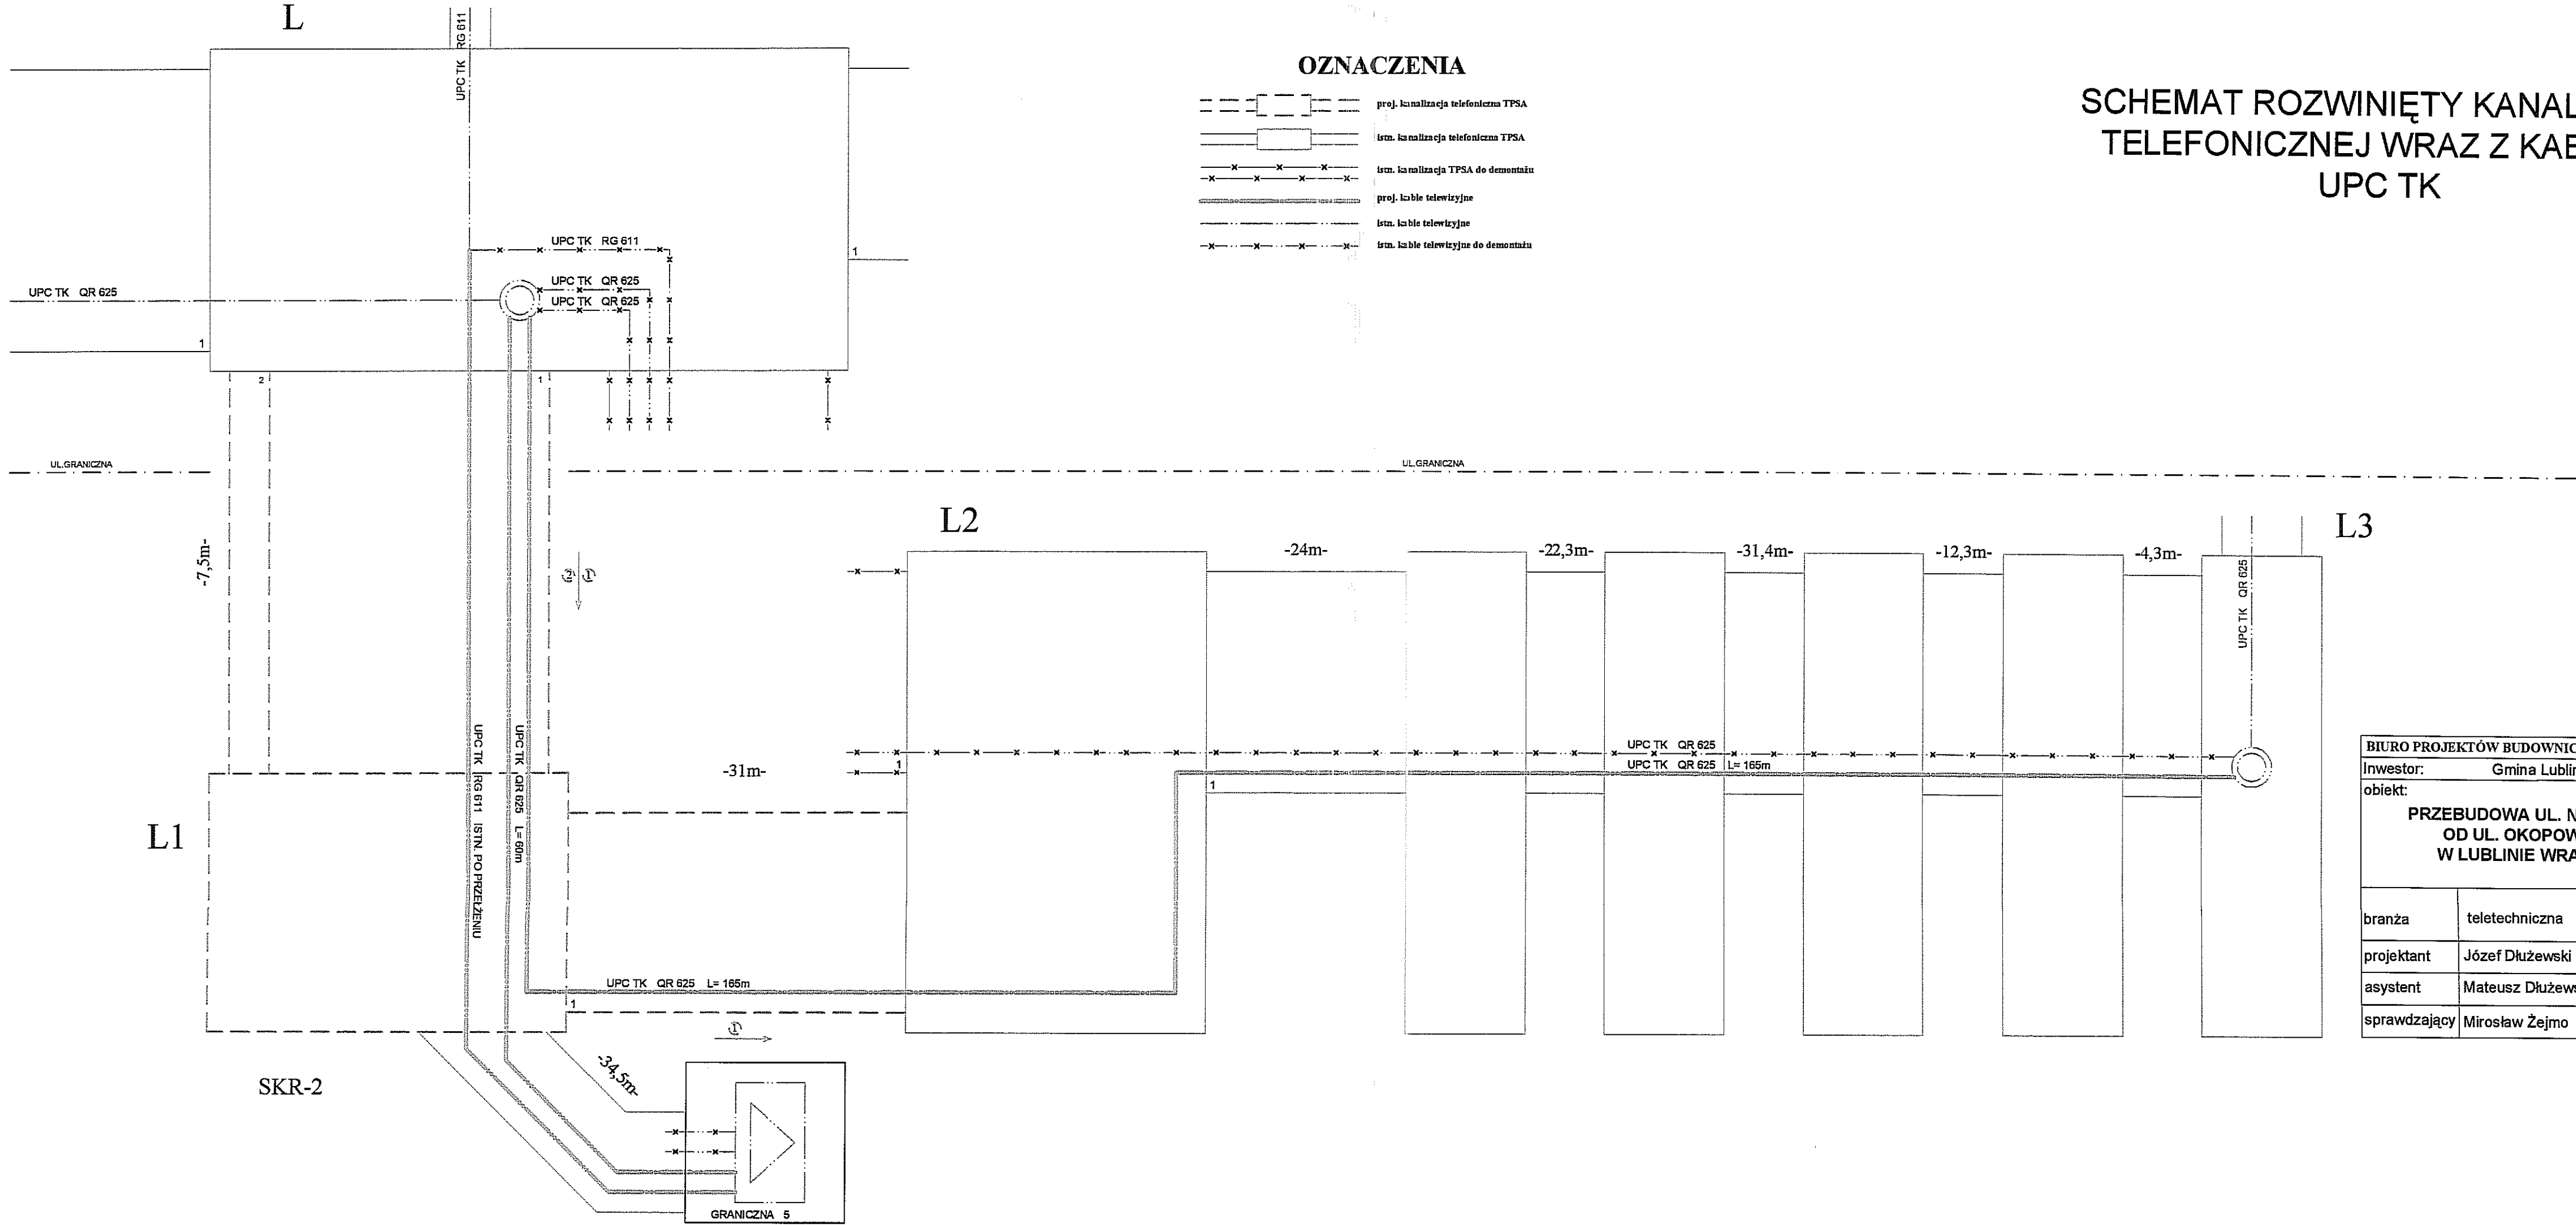 L
UPC TK RG 611
OZNACZENIA
proj. kanalizacja telefoniczna TPSA
istn. kanalizacja telefoniczna TPSA
istn. kanalizacja TPSA do demontażu
proj. kable telewizyjne
istn. kable telewizyjne
istn. kable telewizyjne do demontażu
SCHEMAT ROZWINIĘTY KANAL
TELEFONICZNEJ WRAZ Z KAB
UPC TK
UPC TK RG 611
UPC TK QR 625
UPC TK QR 625
UPC TK QR 625
1
1
2
1
UL.GRANICZNA
UL.GRANICZNA
-7,5m-
2 1
L2
-24m-
-22,3m-
-31,4m-
-12,3m-
-4,3m-
L3
UPC TK QR 625
UPC TK RG 611 ISTN. PO PRZEŁŻENIU
UPC TK QR 625 L= 60m
-31m-
1
UPC TK QR 625
UPC TK QR 625 L= 165m
1
L1
UPC TK QR 625 L= 165m
1
1
SKR-2
-34,5m-
GRANICZNA 5
BIURO PROJEKTÓW BUDOWNIC
Inwestor: Gmina Lublin
obiekt:
PRZEBUDOWA UL. N
OD UL. OKOPOW
W LUBLINIE WRA
branża teletechniczna
projektant Józef Dłużewski
asystent Mateusz Dłużews
sprawdzający Mirosław Żejmo